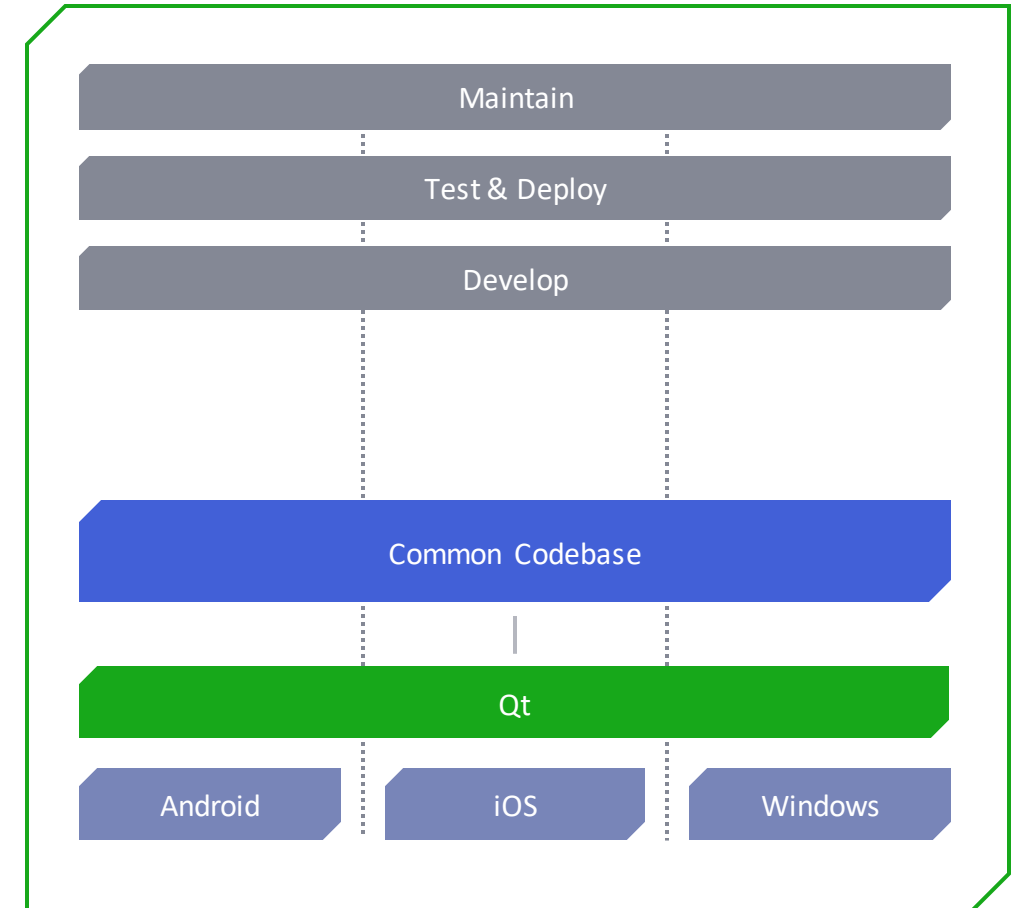 Maintain
Test & Deploy
Develop
Common Codebase
Qt
Android
iOS
Windows